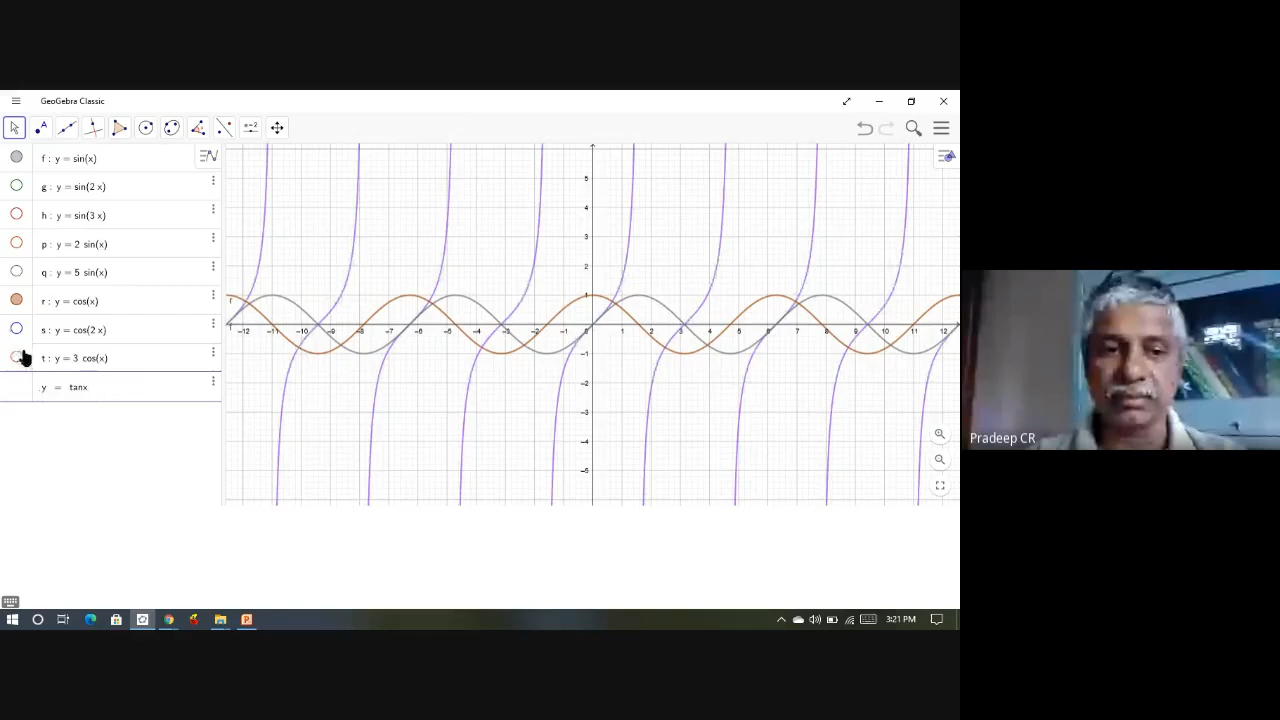 GeoGebra Classic
f : y = sin(x)
g : y = sin(2 x)
h : y = sin(3 x)
p : y = 2 sin(x)
q : y = 5 sin(x)
r : y = cos(x)
s : y = cos(2 x)
t : y = 3 cos(x)
y = tanx
5
4
3
2
1
r
f
-12 -11 -10 -9 -8 -7 -6 -5 -4 -3 -2 -1 0 1 2 3 4 5 6 7 8 9 10 11 12
-1
-2
-3
-4
-5
Pradeep CR
3:21 PM